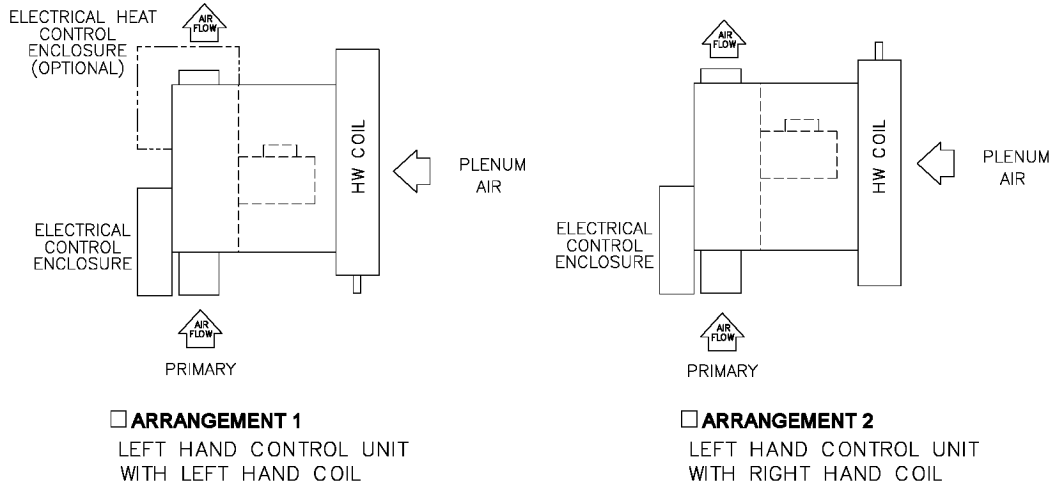 ELECTRICAL HEAT
CONTROL
ENCLOSURE
(OPTIONAL)
AIR
FLOW
HW COIL
PLENUM
AIR
ELECTRICAL
CONTROL
ENCLOSURE
AIR
FLOW
PRIMARY
☐ ARRANGEMENT 1
LEFT HAND CONTROL UNIT
WITH LEFT HAND COIL
AIR
FLOW
HW COIL
PLENUM
AIR
ELECTRICAL
CONTROL
ENCLOSURE
AIR
FLOW
PRIMARY
☐ ARRANGEMENT 2
LEFT HAND CONTROL UNIT
WITH RIGHT HAND COIL